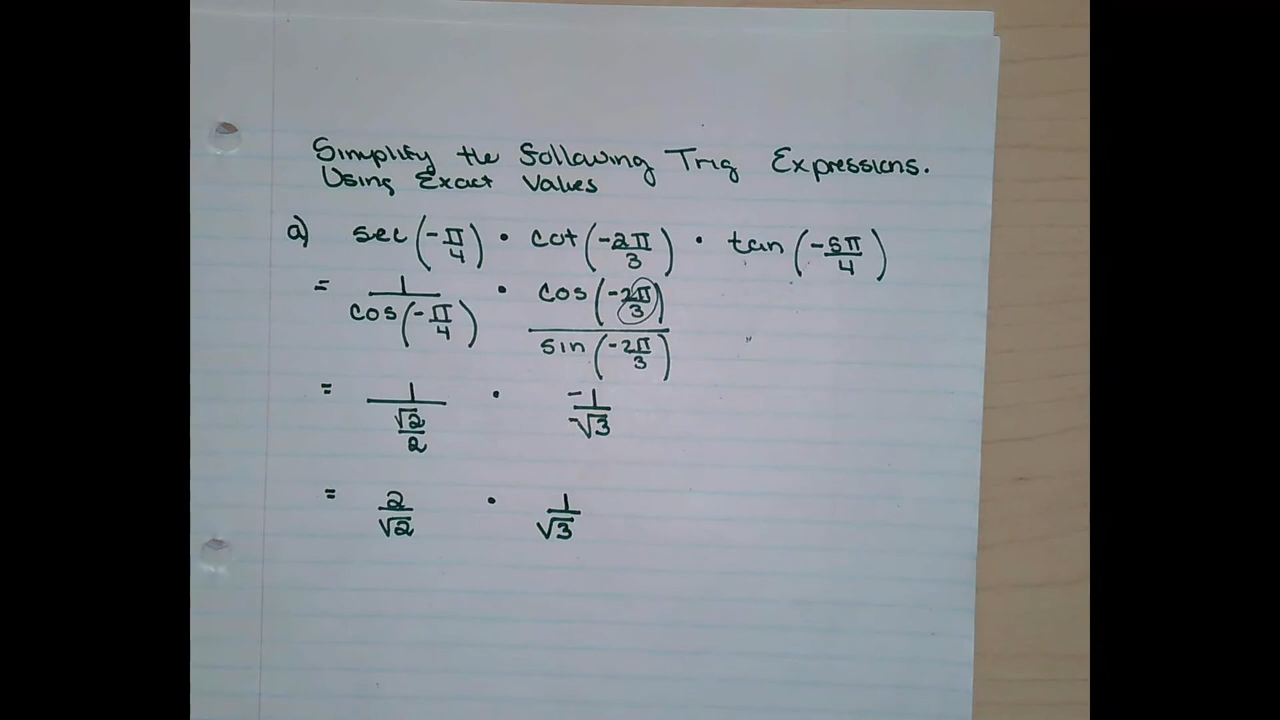 Simplify the following Trig Expressions.
Using Exact Values
a) sec(-π/4) · cot(-2π/3) · tan(-5π/4)
= 1/cos(-π/4) · cos(-2π/3)/sin(-2π/3)
= 1/(√2/2) · -1/-√3
= 2/√2 · 1/√3